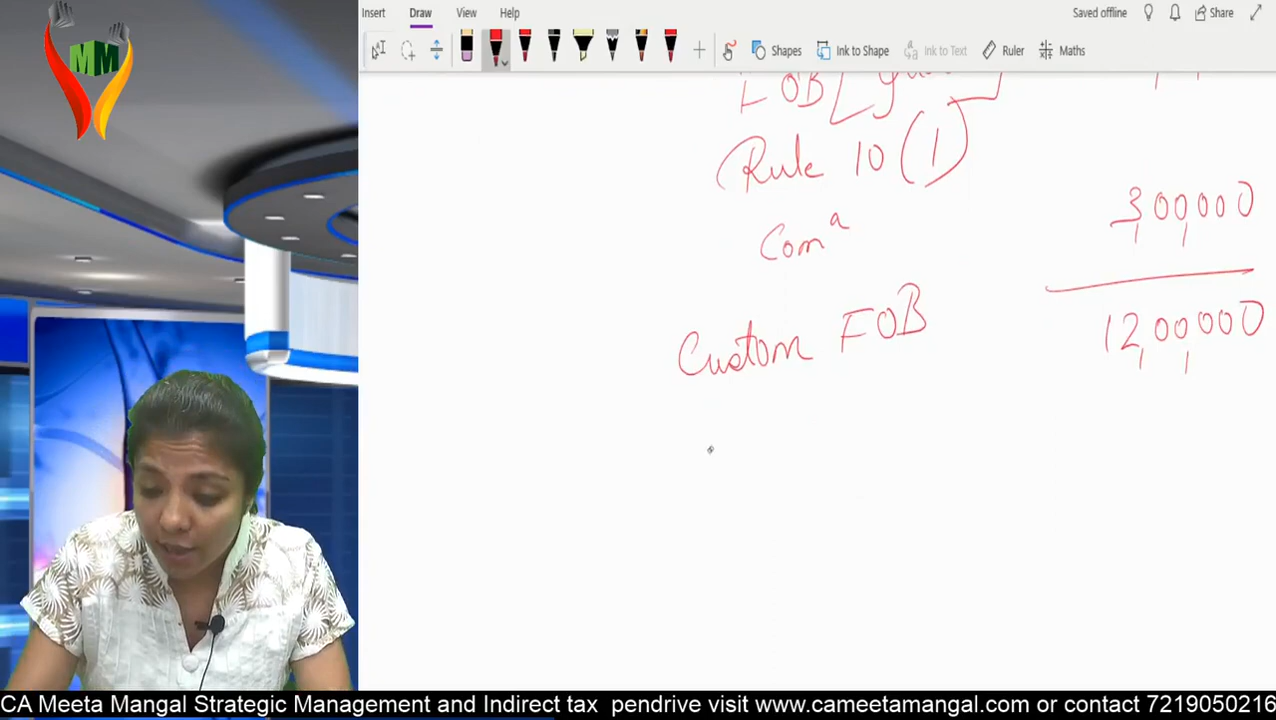 Insert Draw View Help Saved offline Share
Shapes Ink to Shape Ink to Text Ruler Maths
MM
FOB
Rule 10 (1)
3,00,000
Com
Custom FOB 12,00,000
CA Meeta Mangal Strategic Management and Indirect tax pendrive visit www.cameetamangal.com or contact 7219050216